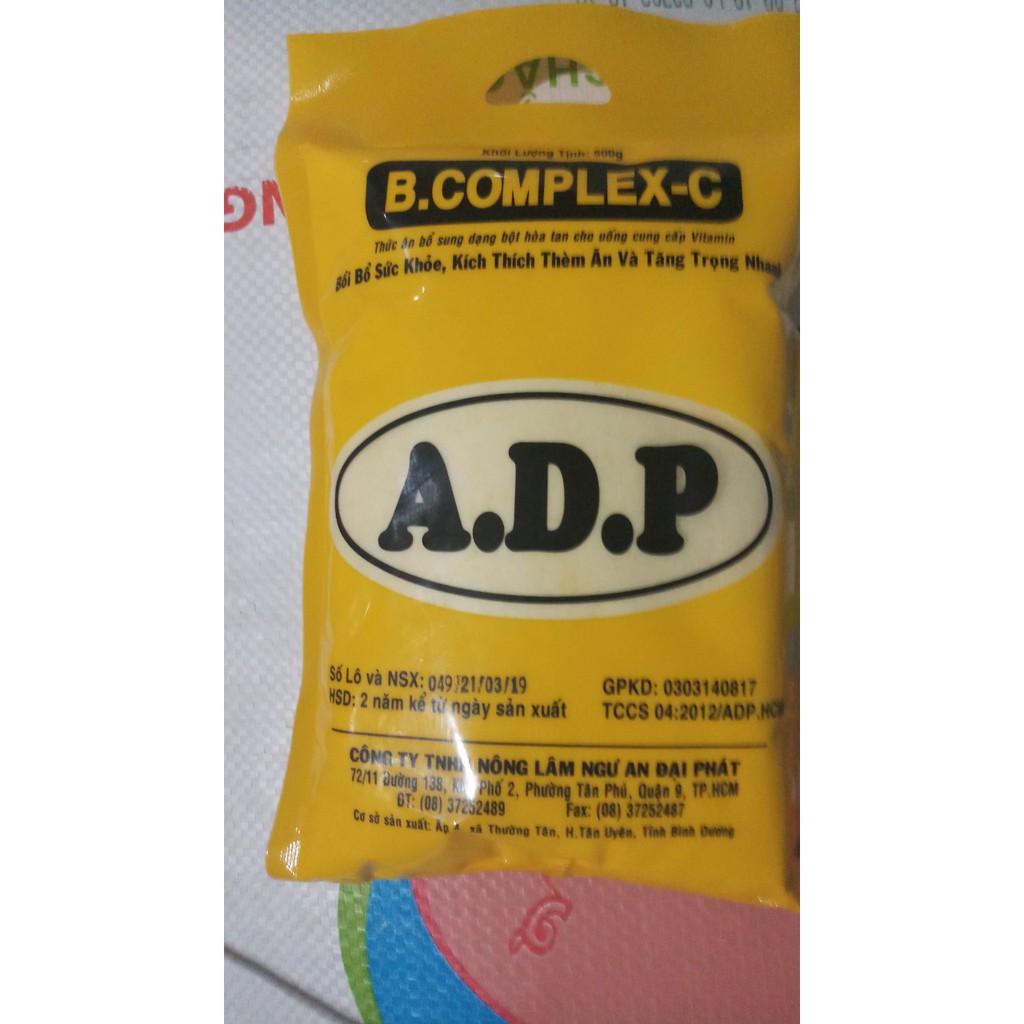 Khối Lượng Tịnh: 500g
B.COMPLEX-C
Thức ăn bổ sung dạng bột hòa tan cho uống cung cấp Vitamin
Bồi Bổ Sức Khỏe, Kích Thích Thèm Ăn Và Tăng Trọng Nhanh
A.D.P
Số Lô và NSX: 049 21/03/19
GPKD: 0303140817
HSD: 2 năm kể từ ngày sản xuất
TCCS 04:2012/ADP.HCM
CÔNG TY TNHH NÔNG LÂM NGƯ AN ĐẠI PHÁT
72/11 Đường 138, Phố 2, Phường Tân Phú, Quận 9, TP.HCM
ĐT: (08) 37252489
Fax: (08) 37252487
Cơ sở sản xuất: Ấp xã Thường Tân, H.Tân Uyên, Tỉnh Bình Dương